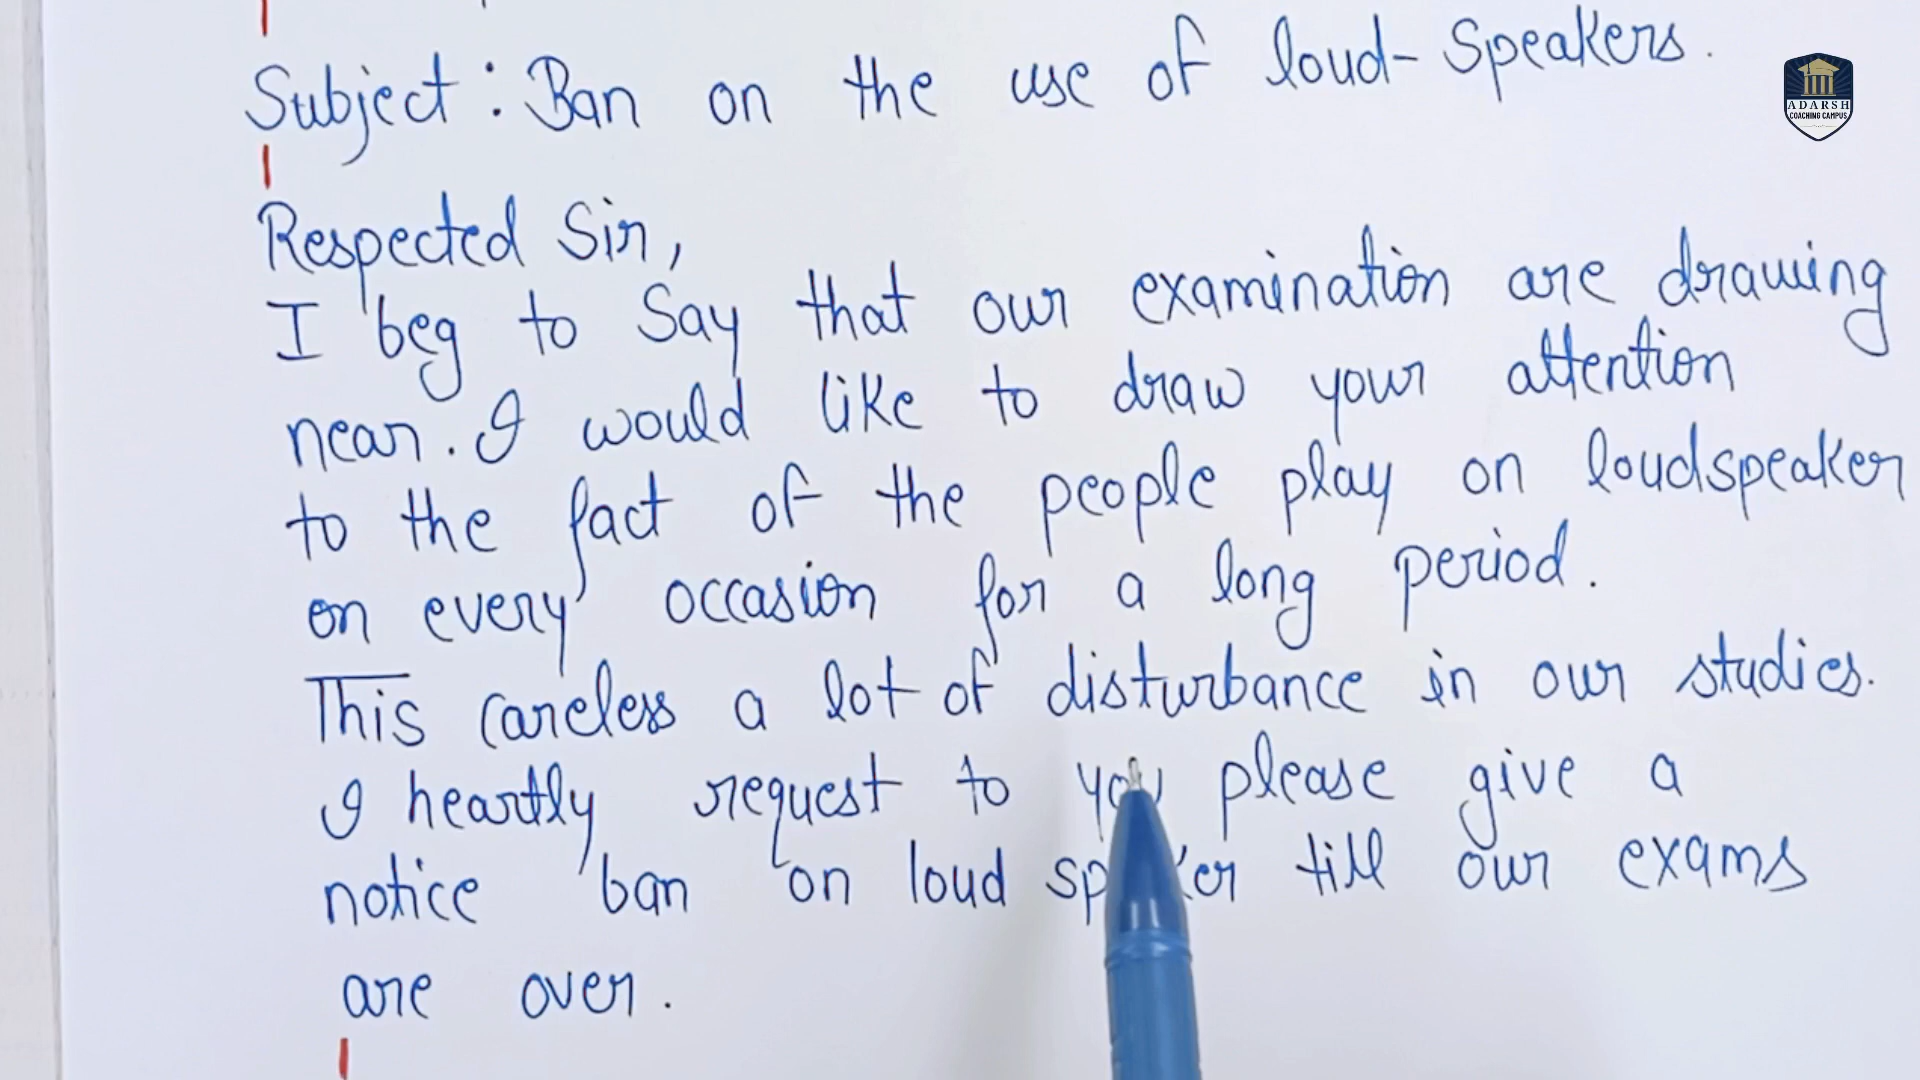 Subject: Ban on the use of loud-speakers.
ADARSH
COACHING CAMPUS
Respected Sir,
I beg to say that our examination are drawing
near. I would like to draw your attention
to the fact of the people play on loudspeaker
on every occasion for a long period.
This careless a lot of disturbance in our studies.
I heartly request to you please give a
notice ban on loud till our exams
are over.